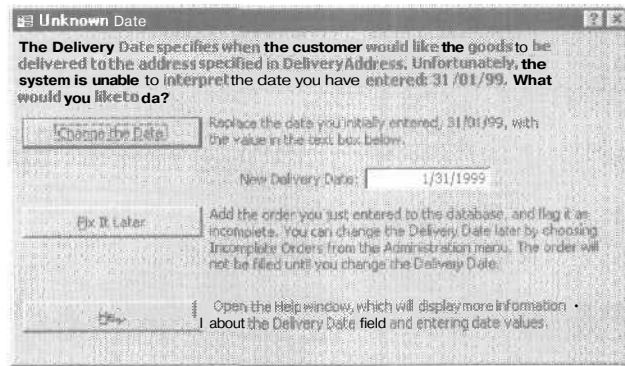 Unknown Date
The Delivery Date specifies when the customer would like the goods to be
delivered to the address specified in Delivery Address. Unfortunately, the
system is unable to interpret the date you have entered: 31 /01/99. What
would you like to da?
Change the Date
Replace the date you initially entered, 31/01/99, with
the value in the text box below.
New Delivery Date: 1/31/1999
Fix It Later
Add the order you just entered to the database, and flag it as
incomplete. You can change the Delivery Date later by choosing
Incomplete Orders from the Administration menu. The order will
not be filled until you change the Delivery Date.
Open the Help window, which will display more information
about the Delivery Date field and entering date values.